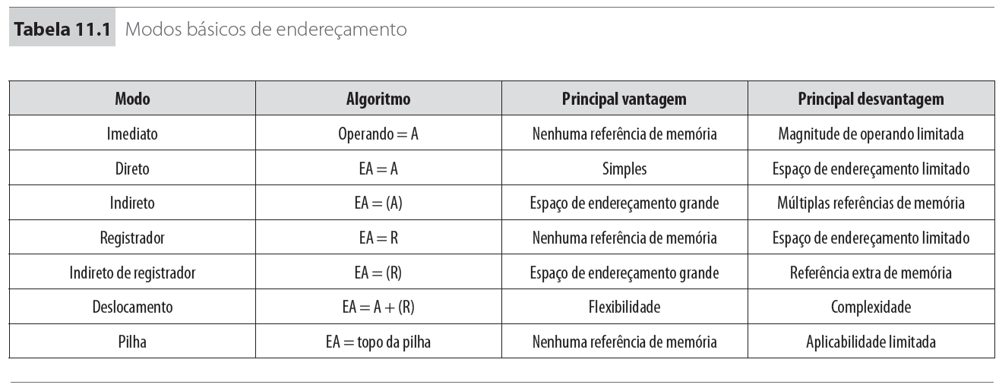 Tabela 11.1 Modos básicos de endereçamento
Modo Algoritmo Principal vantagem Principal desvantagem
Imediato Operando = A Nenhuma referência de memória Magnitude de operando limitada
Direto EA = A Simples Espaço de endereçamento limitado
Indireto EA = (A) Espaço de endereçamento grande Múltiplas referências de memória
Registrador EA = R Nenhuma referência de memória Espaço de endereçamento limitado
Indireto de registrador EA = (R) Espaço de endereçamento grande Referência extra de memória
Deslocamento EA = A + (R) Flexibilidade Complexidade
Pilha EA = topo da pilha Nenhuma referência de memória Aplicabilidade limitada